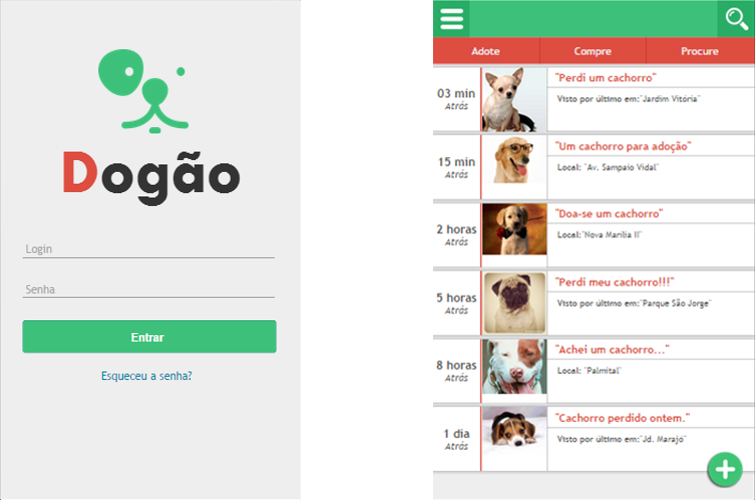 Dogão
Login
Senha
Entrar
Esqueceu a senha?
Adote
Compre
Procure
03 min
Atrás
"Perdi um cachorro"
Visto por último em:"Jardim Vitória"
15 min
Atrás
"Um cachorro para adoção"
Local: "Av. Sampaio Vidal"
2 horas
Atrás
"Doa-se um cachorro"
Local:"Nova Marília II"
5 horas
Atrás
"Perdi meu cachorro!!!"
Visto por último em:"Parque São Jorge"
8 horas
Atrás
"Achei um cachorro..."
Local: "Palmital"
1 dia
Atrás
"Cachorro perdido ontem."
Visto por último em:"Jd. Marajó"